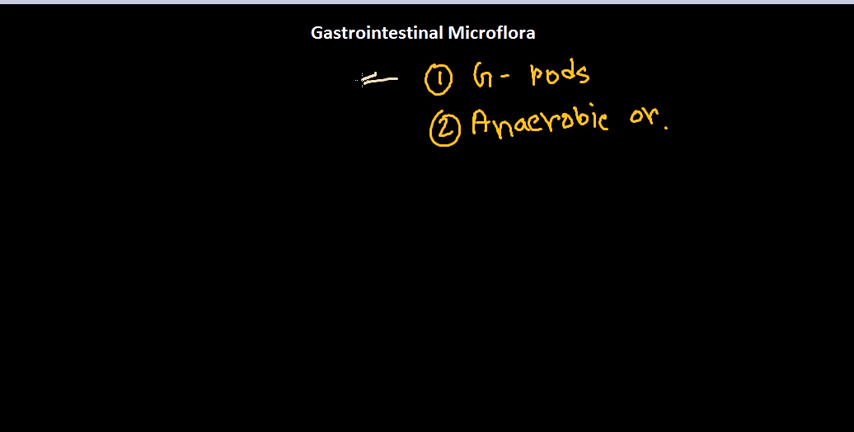 Gastrointestinal Microflora
① G- rods
② Anaerobic or.